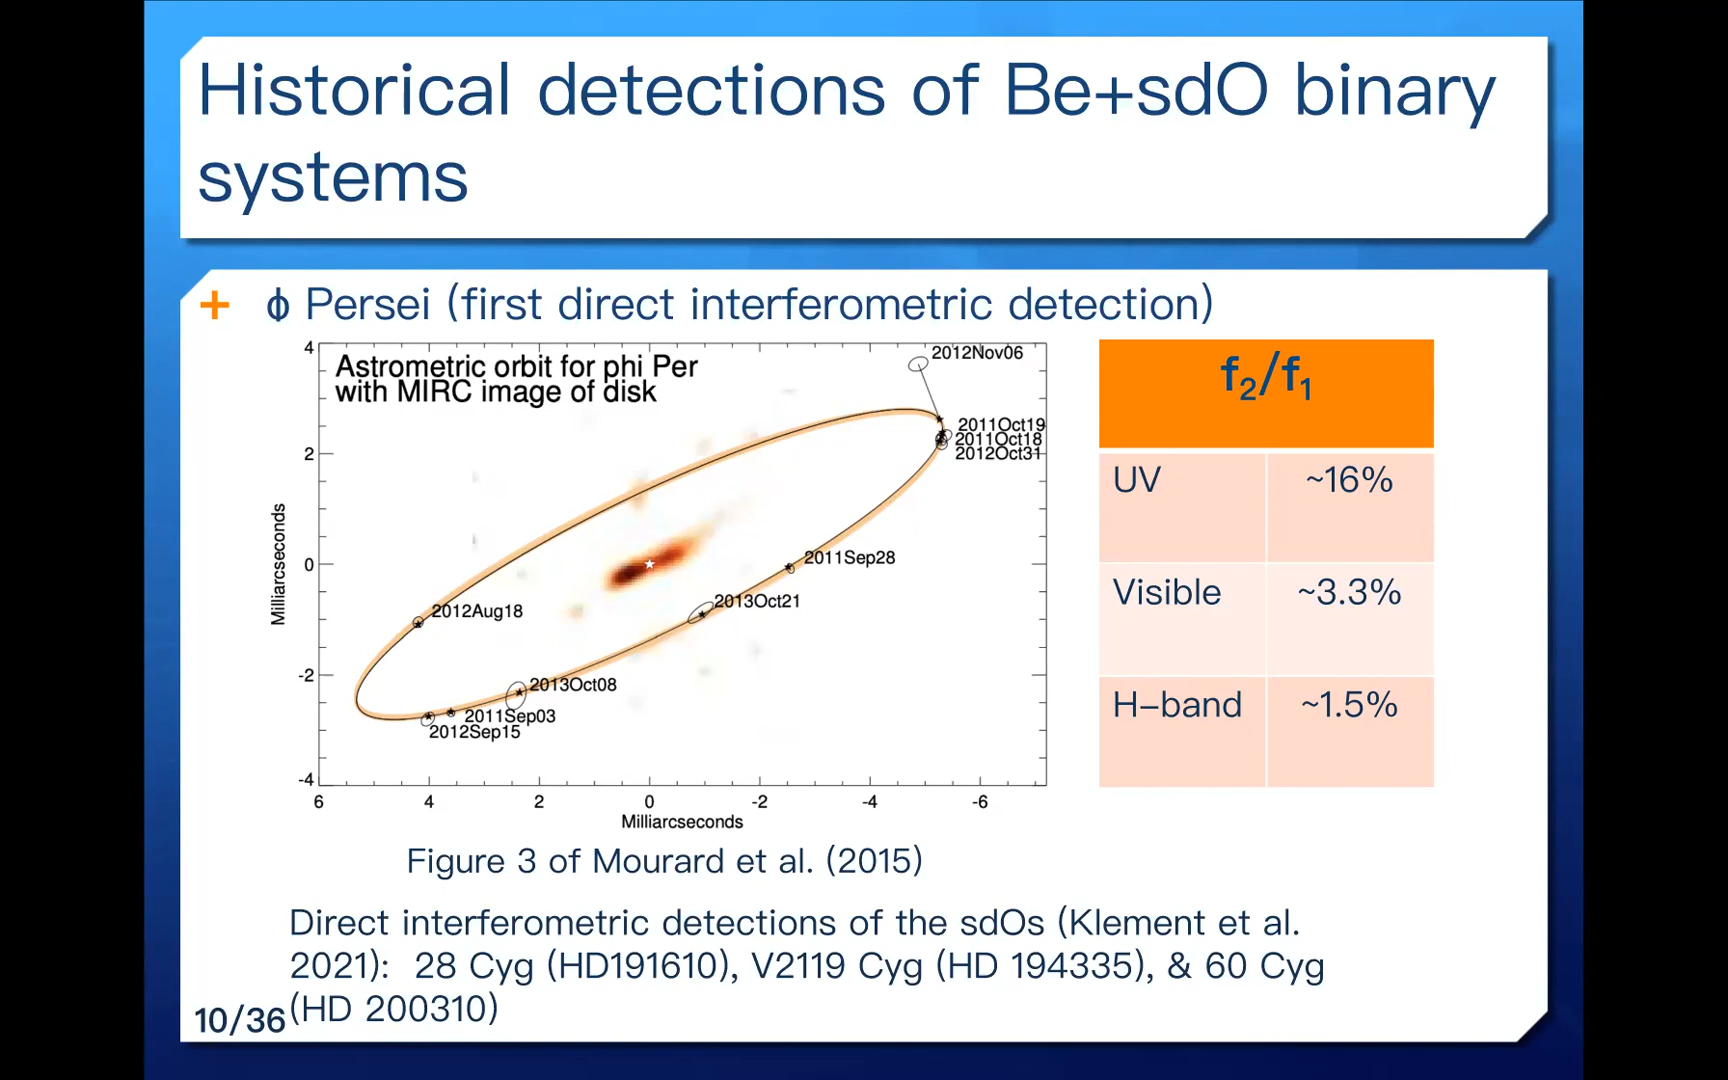 Historical detections of Be+sdO binary
systems
+ ϕ Persei (first direct interferometric detection)
Astrometric orbit for phi Per
with MIRC image of disk
2012Nov06
2011Oct19
2011Oct18
2012Oct31
2011Sep28
2013Oct21
2012Aug18
2013Oct08
2011Sep03
2012Sep15
4
2
0
-2
-4
Milliarcseconds
6 4 2 0 -2 -4 -6
Milliarcseconds
f₂/f₁
UV ~16%
Visible ~3.3%
H-band ~1.5%
Figure 3 of Mourard et al. (2015)
Direct interferometric detections of the sdOs (Klement et al.
2021): 28 Cyg (HD191610), V2119 Cyg (HD 194335), & 60 Cyg
(HD 200310)
10/36